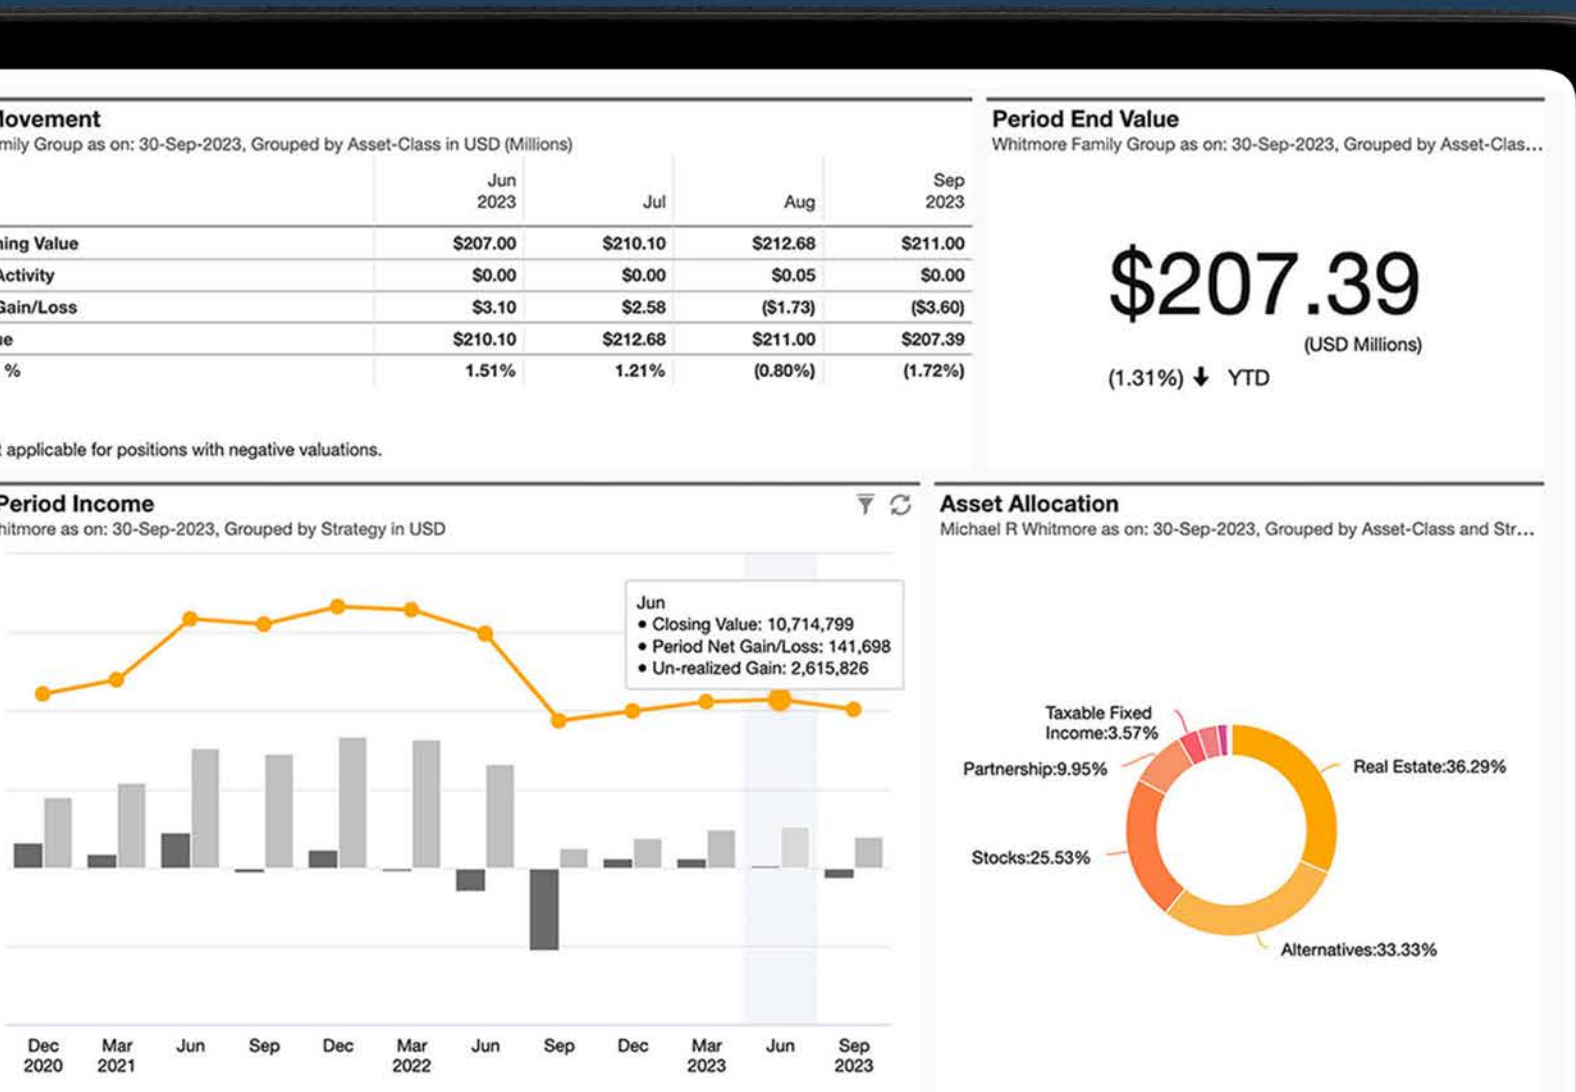 lovement
mily Group as on: 30-Sep-2023, Grouped by Asset-Class in USD (Millions)
Jun 2023 Jul Aug Sep 2023
ning Value $207.00 $210.10 $212.68 $211.00
Activity $0.00 $0.00 $0.05 $0.00
Gain/Loss $3.10 $2.58 ($1.73) ($3.60)
ue $210.10 $212.68 $211.00 $207.39
% 1.51% 1.21% (0.80%) (1.72%)
t applicable for positions with negative valuations.
Period End Value
Whitmore Family Group as on: 30-Sep-2023, Grouped by Asset-Clas...
$207.39
(USD Millions)
(1.31%) ↓ YTD
Period Income
hitmore as on: 30-Sep-2023, Grouped by Strategy in USD
Jun
• Closing Value: 10,714,799
• Period Net Gain/Loss: 141,698
• Un-realized Gain: 2,615,826
Dec Mar Jun Sep Dec Mar Jun Sep Dec Mar Jun Sep
2020 2021 2022 2023 2023
Asset Allocation
Michael R Whitmore as on: 30-Sep-2023, Grouped by Asset-Class and Str...
Taxable Fixed
Income:3.57%
Partnership:9.95%
Real Estate:36.29%
Stocks:25.53%
Alternatives:33.33%